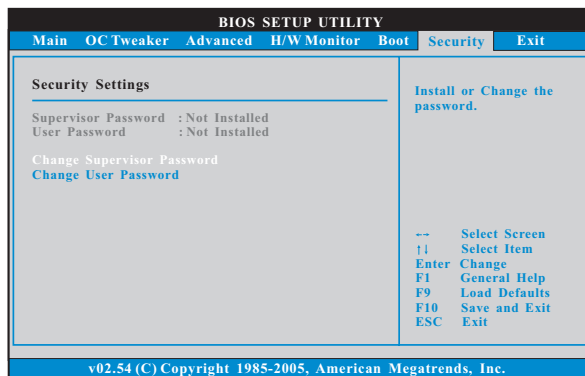 BIOS SETUP UTILITY
Main OC Tweaker Advanced H/W Monitor Boot Security Exit
Security Settings
Supervisor Password : Not Installed
User Password : Not Installed
Change Supervisor Password
Change User Password
Install or Change the
password.
←→ Select Screen
↑↓ Select Item
Enter Change
F1 General Help
F9 Load Defaults
F10 Save and Exit
ESC Exit
v02.54 (C) Copyright 1985-2005, American Megatrends, Inc.